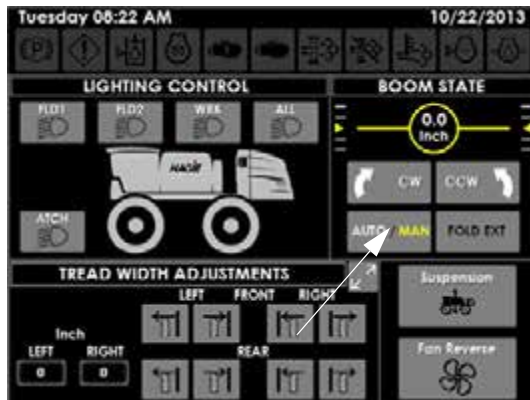 Tuesday 08:22 AM 10/22/2013
LIGHTING CONTROL
FLD1 FLD2 WRK ALL
HAGIE
ATCH
BOOM STATE
0.0
Inch
CW CCW
AUTO / MAN FOLD EXT
TREAD WIDTH ADJUSTMENTS
LEFT FRONT RIGHT
Inch
LEFT RIGHT
0 0
REAR
Suspension
Fan Reverse